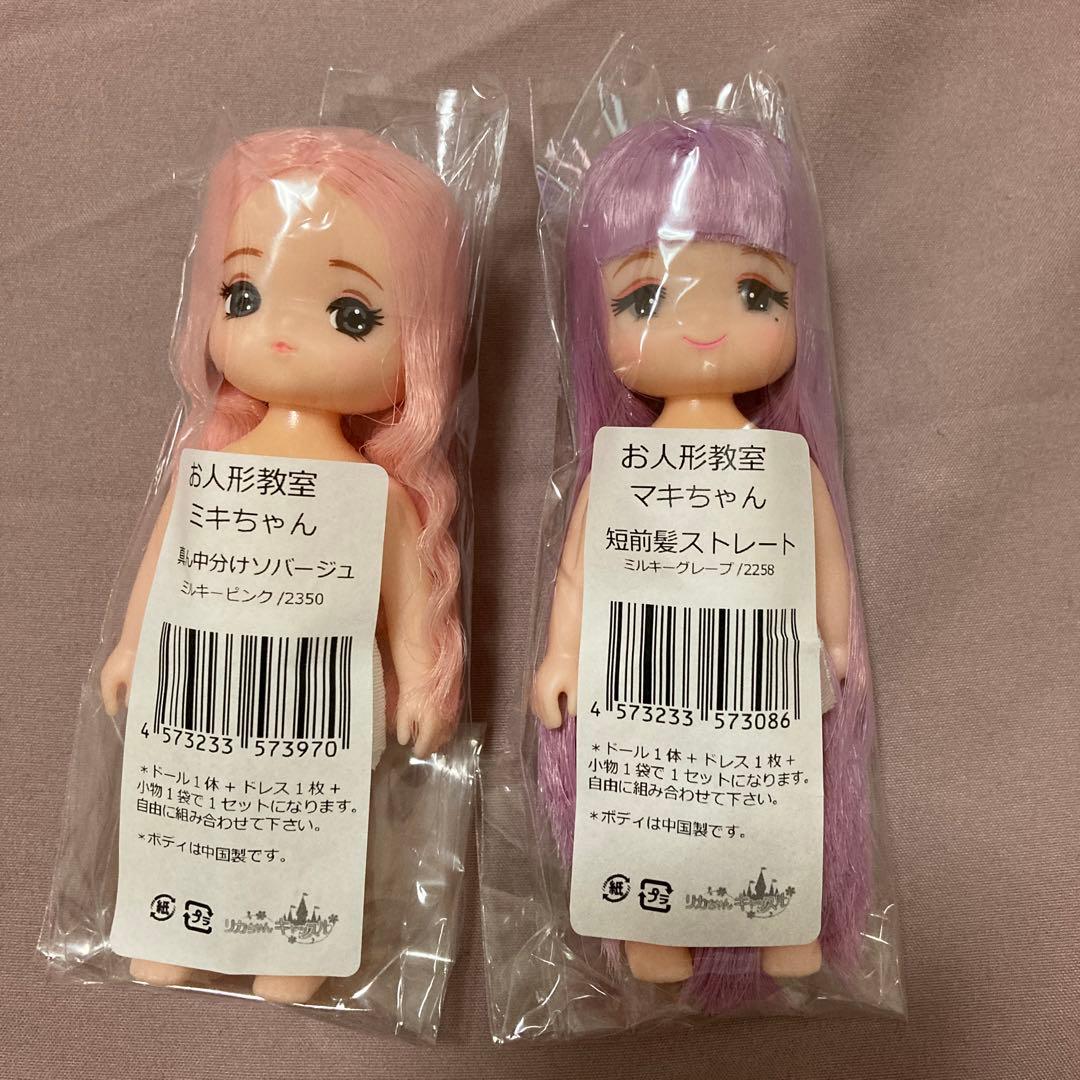 お人形教室
ミキちゃん
真ん中分けソバージュ
ミルキーピンク/2350
4 573233 573970
*ドール1体+ドレス1枚+
小物1袋で1セットになります。
自由に組み合わせて下さい。
*ボディは中国製です。
紙 プラ リカちゃんキャッスル
お人形教室
マキちゃん
短前髪ストレート
ミルキーグレープ/2258
4 573233 573086
*ドール1体+ドレス1枚+
小物1袋で1セットになります。
自由に組み合わせて下さい。
*ボディは中国製です。
紙 プラ リカちゃんキャッスル